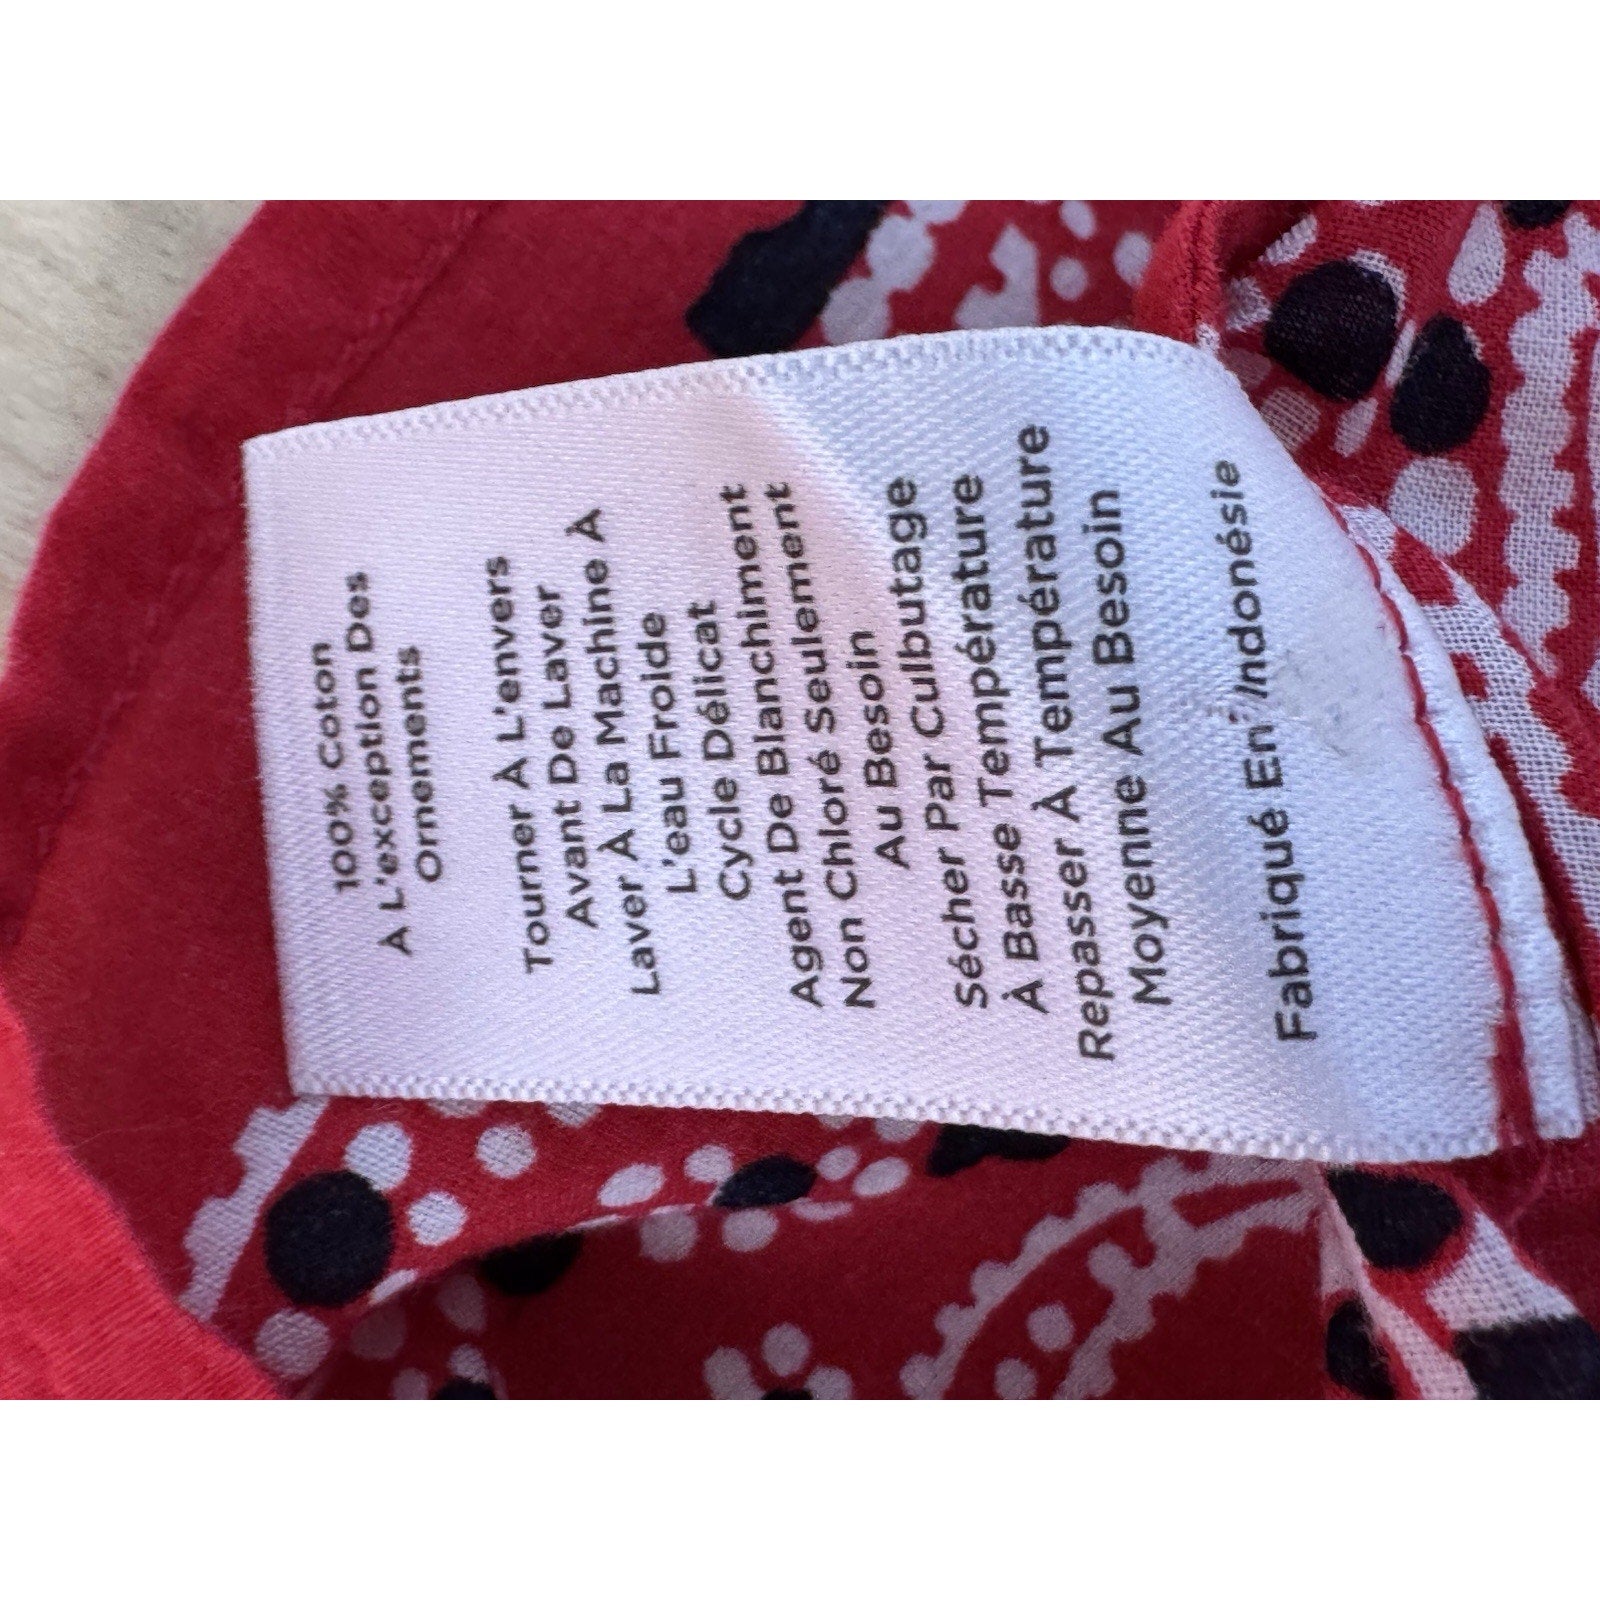 100% Coton
À L'exception Des
Ornements
Tourner À L'envers
Avant De Laver
Laver À La Machine À
L'eau Froide
Cycle Délicat
Agent De Blanchiment
Non Chloré Seulement
Au Besoin
Sécher Par Culbutage
À Basse Température
Repasser À Température
Moyenne Au Besoin
Fabriqué En Indonésie